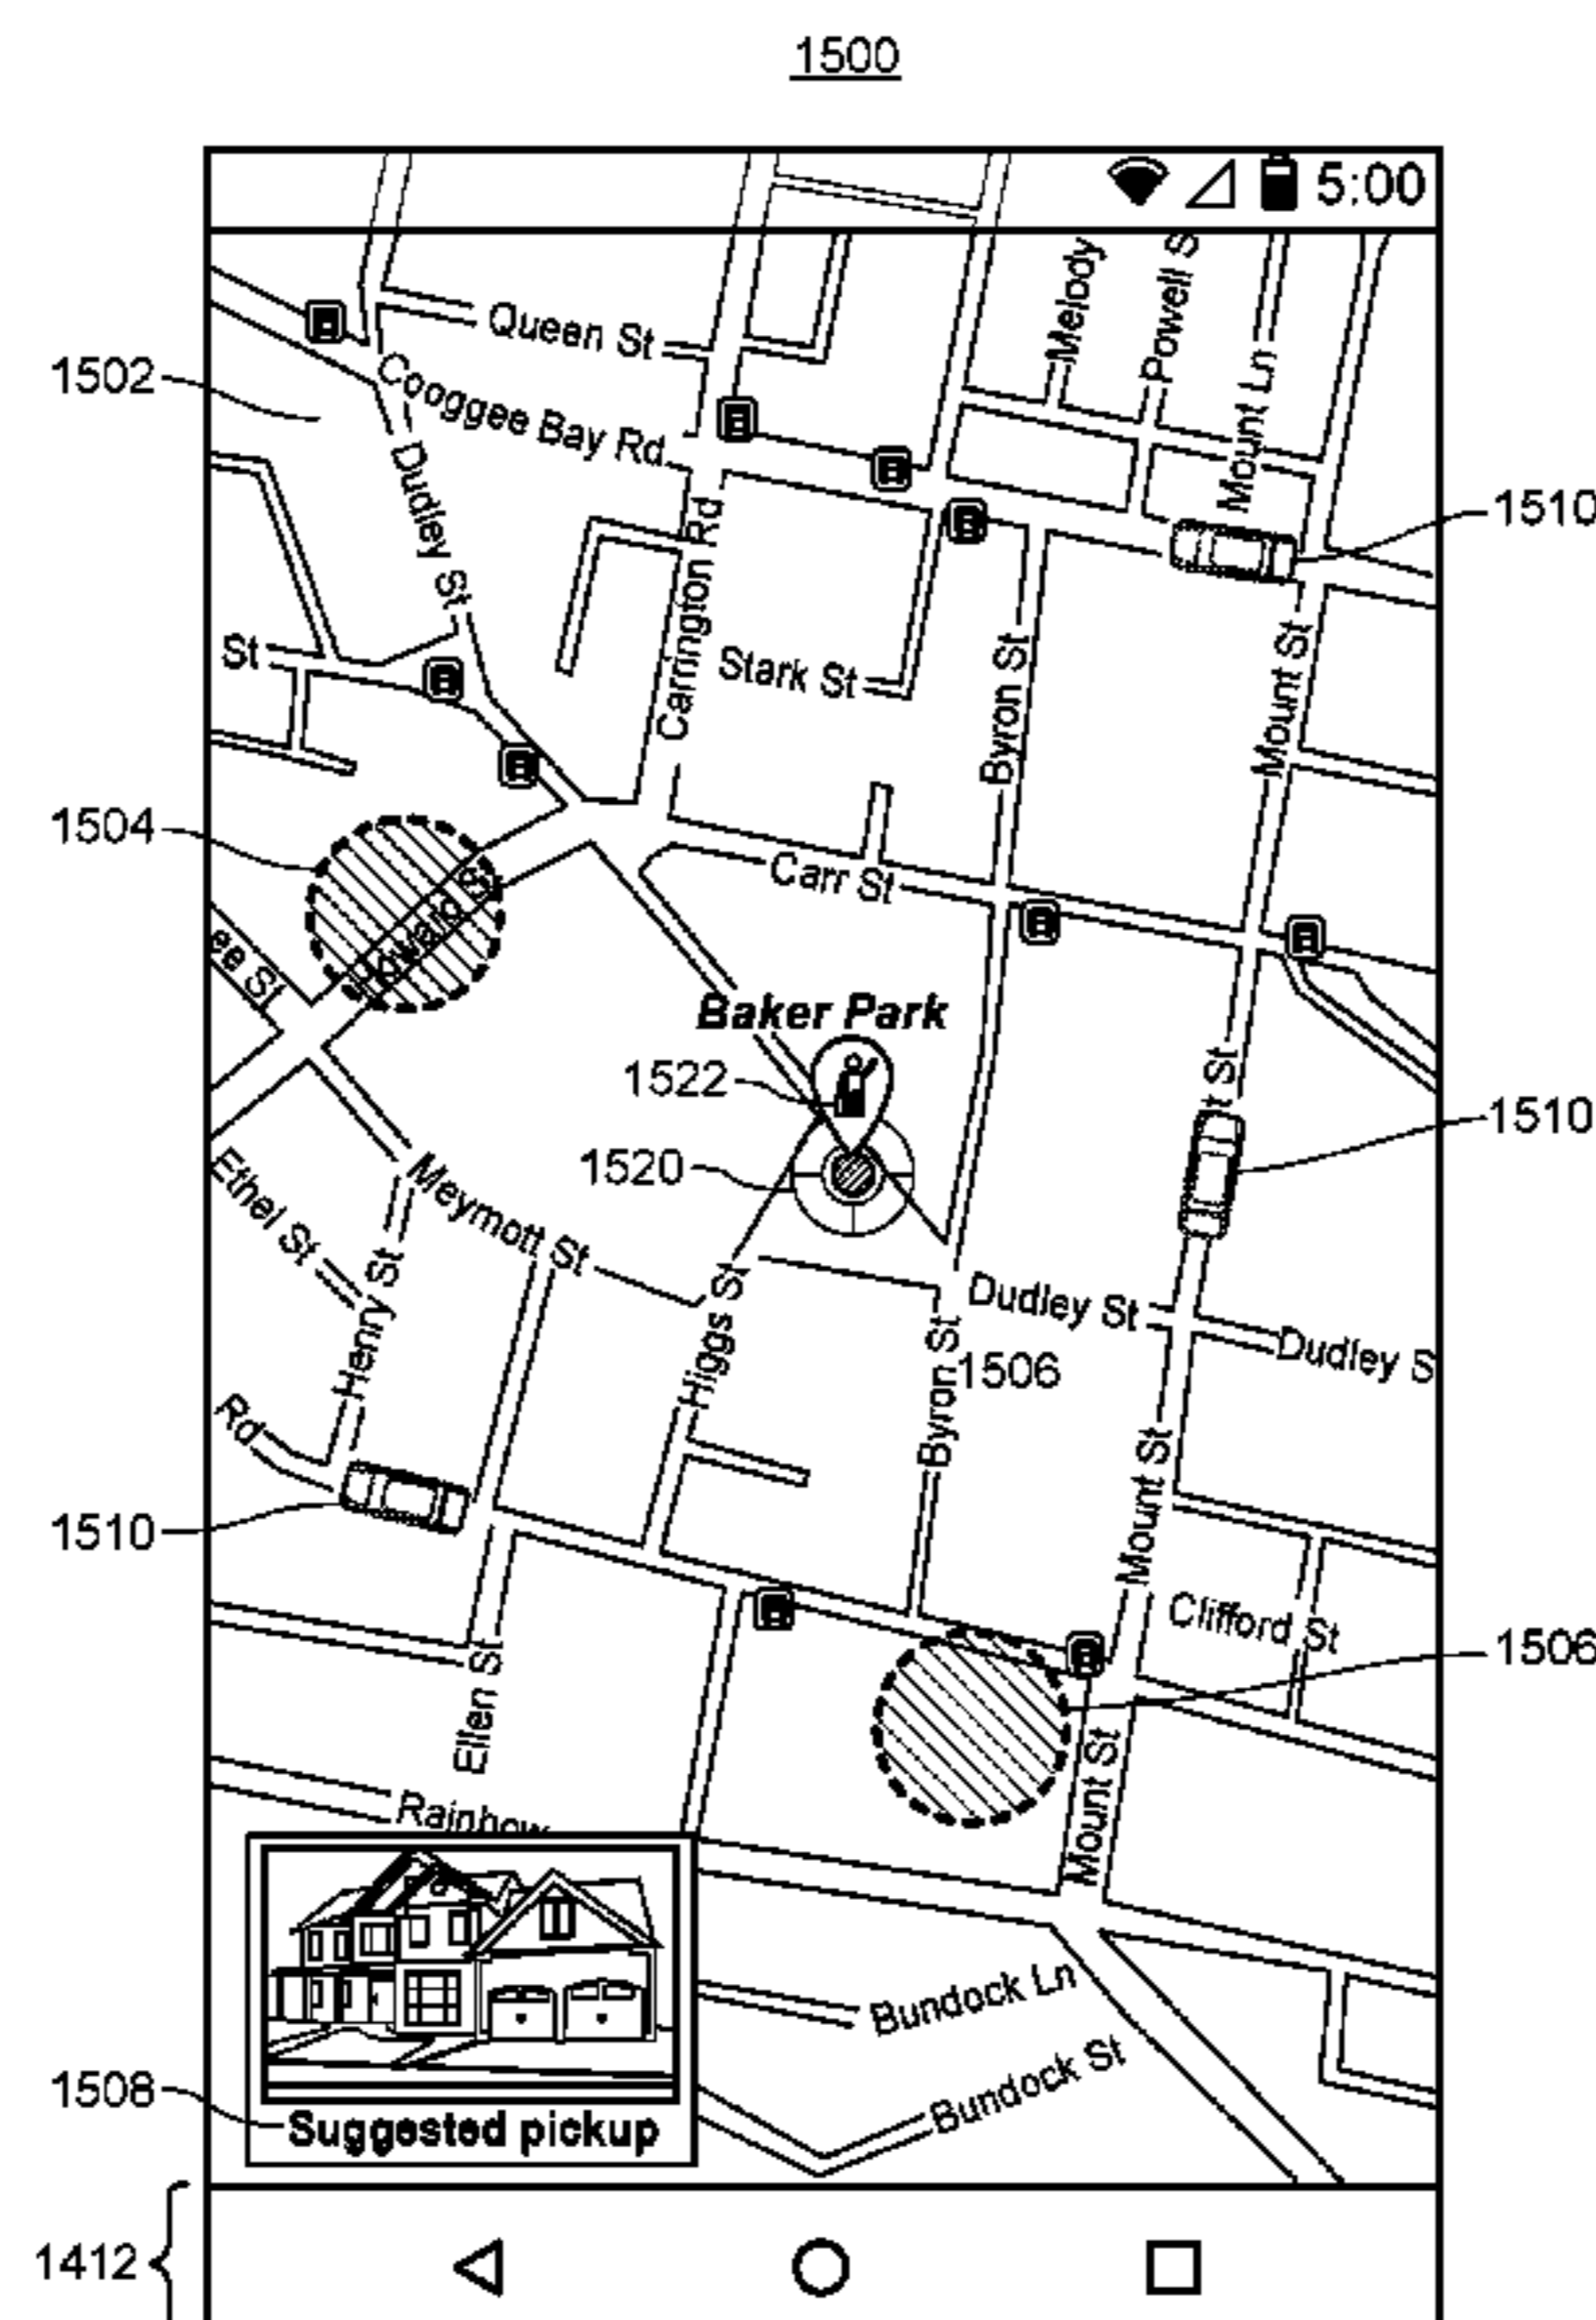 1500
5:00
Melody
Powell S
Queen St
Mount Ln
1502
Cooggee Bay Rd
Dudley St
1510
Carrington Rd
St
Stark St
Byron St
Mount St
1504
Carr St
ee St
Baker Park
1522
t St
1510
1520
Ethel St
Meymott St
Henry St
Higgs St
Dudley St
Dudley S
Byron St
1506
Rd
Mount St
1510
Clifford St
1506
Ellen St
Mount St
Rainbow
Bundock Ln
Bundock St
1508
Suggested pickup
1412